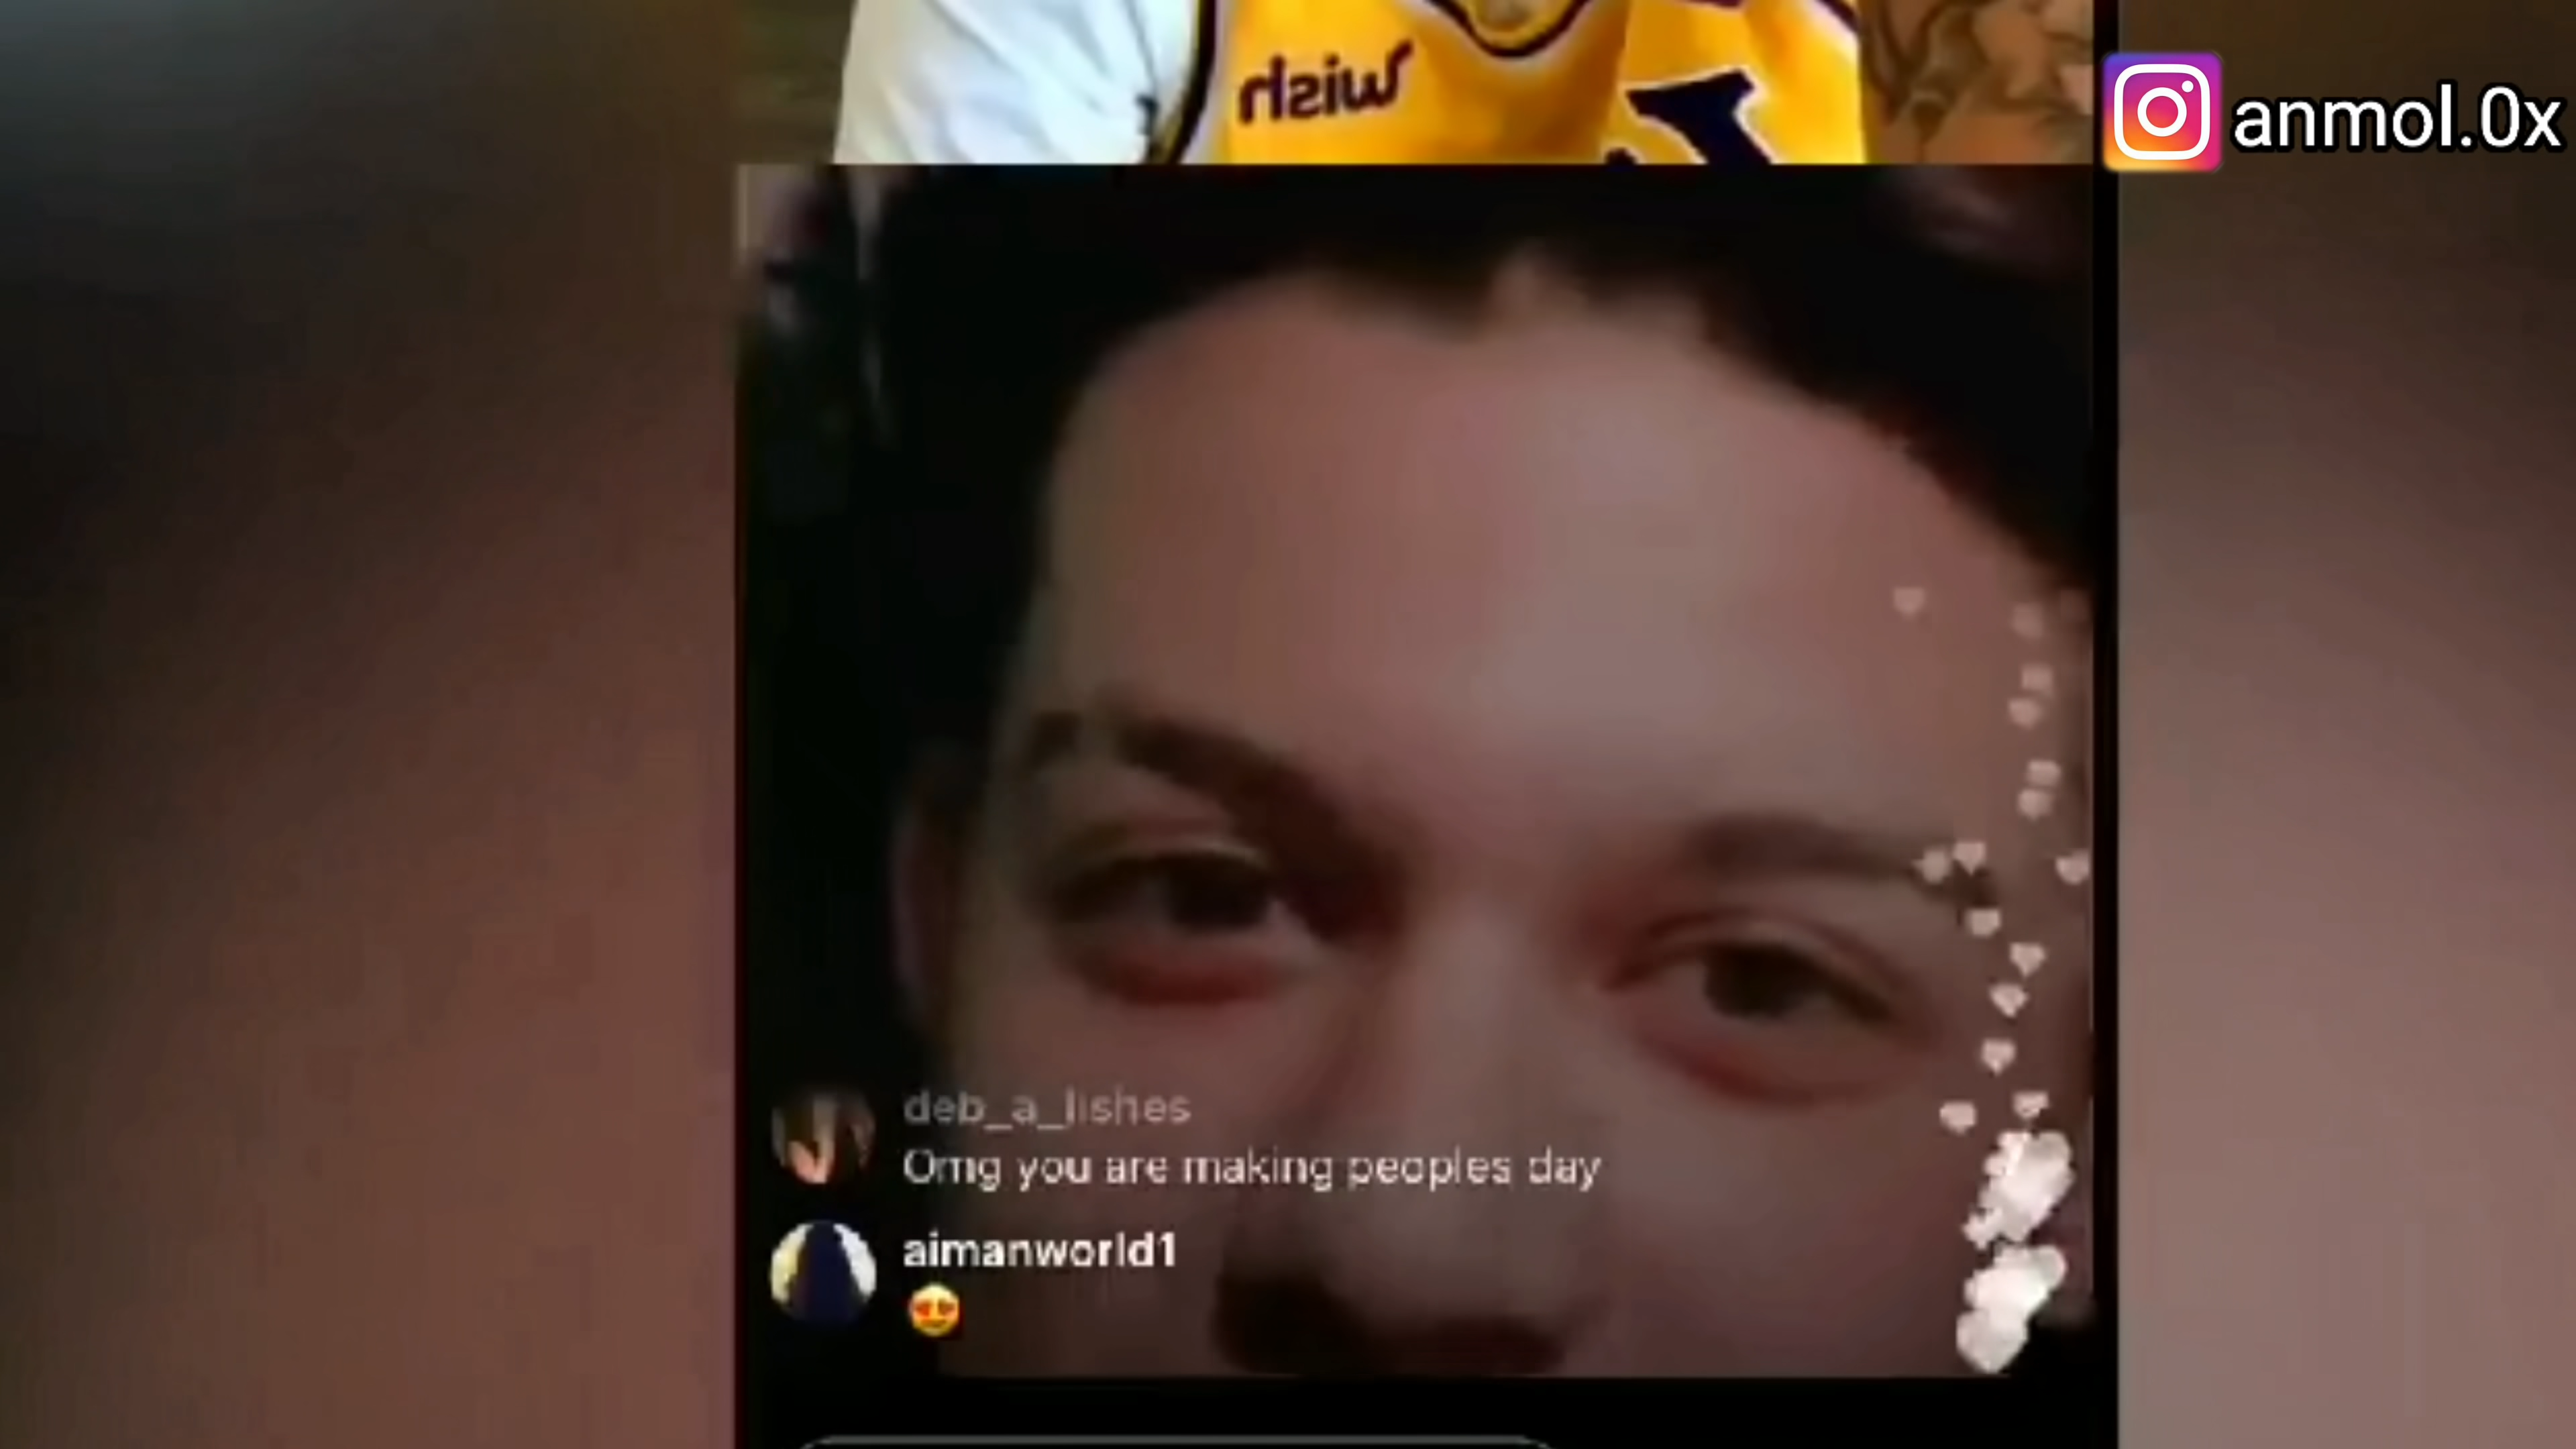 wish
anmol.0x
deb_a_lishes
Omg you are making peoples day
aimanworld1
😍